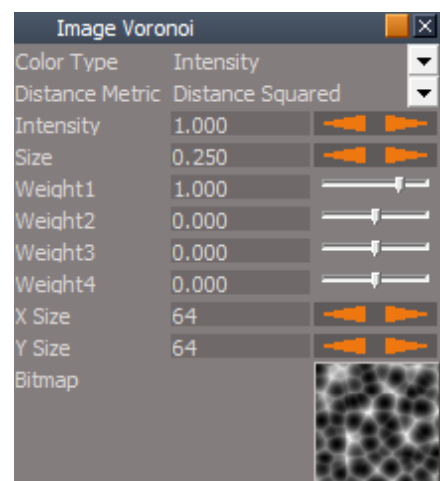 Image Voronoi
Color Type Intensity
Distance Metric Distance Squared
Intensity 1.000
Size 0.250
Weight1 1.000
Weight2 0.000
Weight3 0.000
Weight4 0.000
X Size 64
Y Size 64
Bitmap